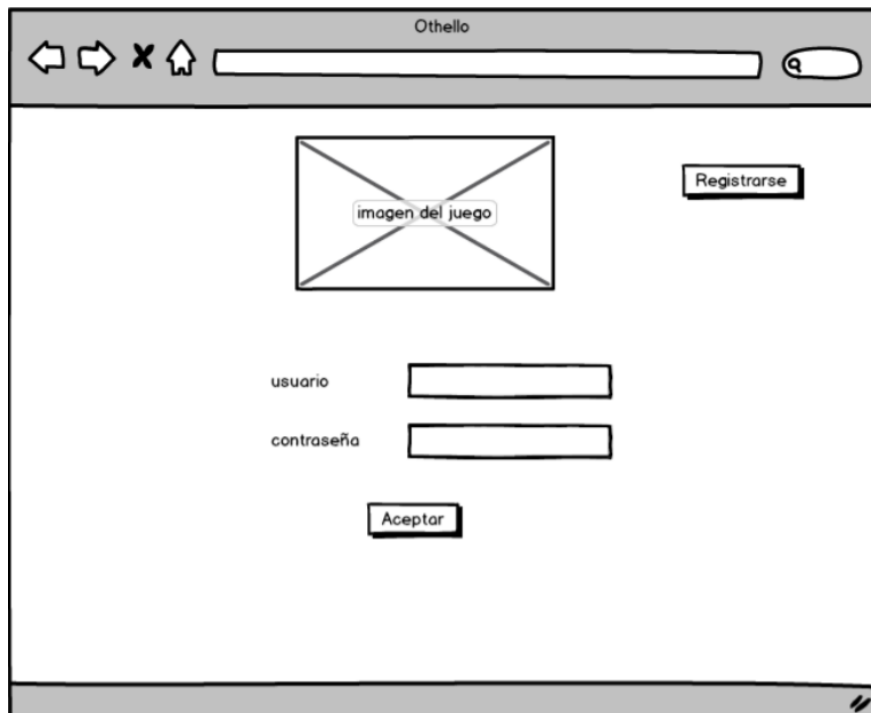 Othello
Registrarse
imagen del juego
usuario
contraseña
Aceptar